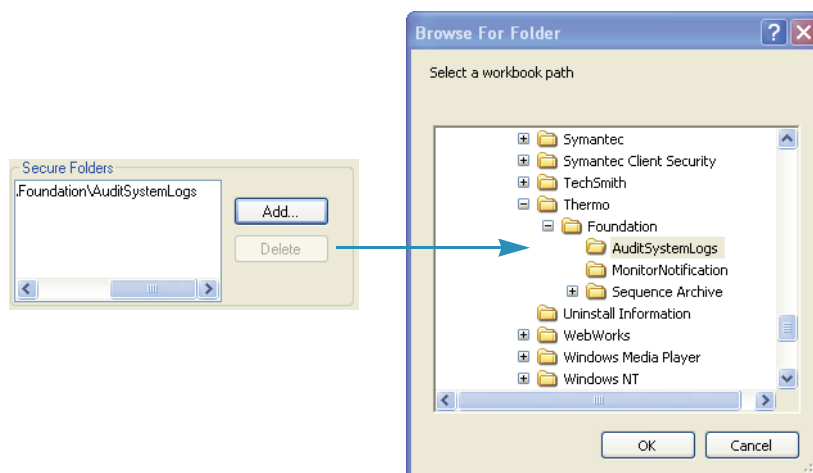 Secure Folders
.Foundation\AuditSystemLogs
Add...
Delete
Browse For Folder
Select a workbook path
Symantec
Symantec Client Security
TechSmith
Thermo
Foundation
AuditSystemLogs
MonitorNotification
Sequence Archive
Uninstall Information
WebWorks
Windows Media Player
Windows NT
OK
Cancel